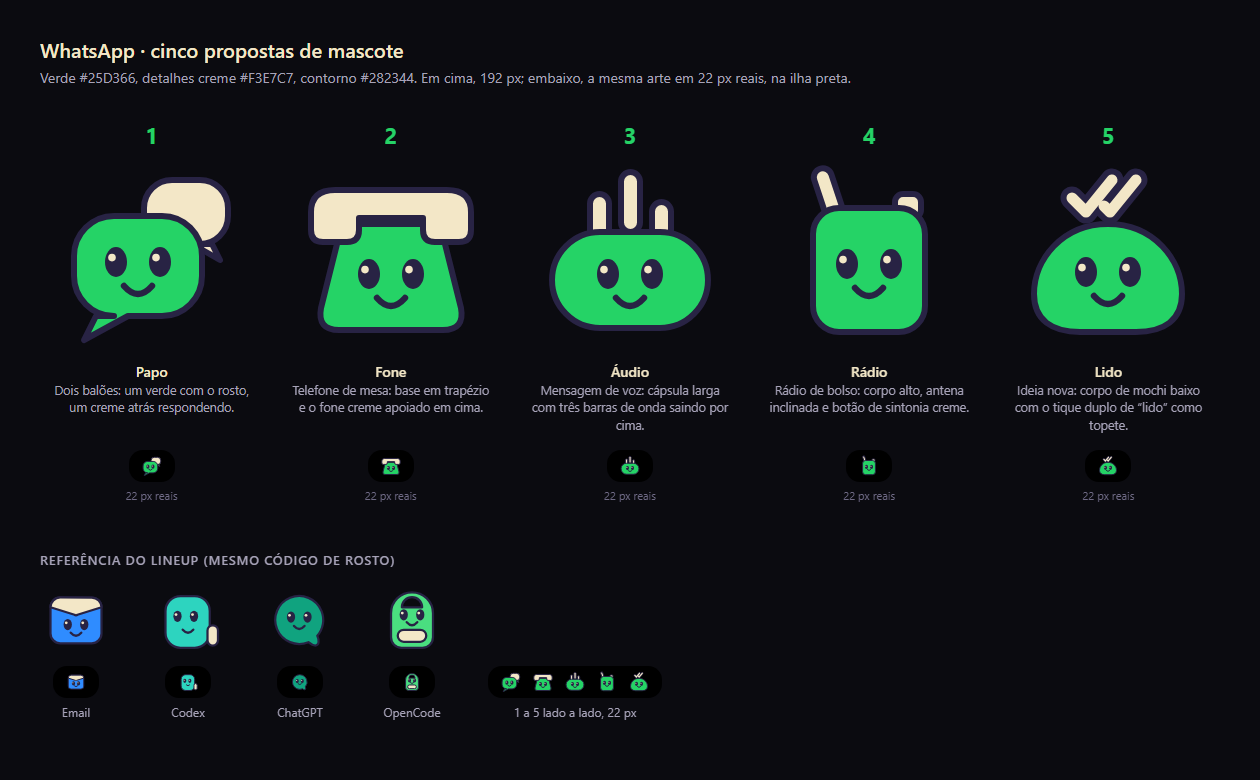 WhatsApp · cinco propostas de mascote
Verde #25D366, detalhes creme #F3E7C7, contorno #282344. Em cima, 192 px; embaixo, a mesma arte em 22 px reais, na ilha preta.
1
2
3
4
5
Papo
Dois balões: um verde com o rosto,
um creme atrás respondendo.
Fone
Telefone de mesa: base em trapézio
e o fone creme apoiado em cima.
Áudio
Mensagem de voz: cápsula larga
com três barras de onda saindo por
cima.
Rádio
Rádio de bolso: corpo alto, antena
inclinada e botão de sintonia creme.
Lido
Ideia nova: corpo de mochi baixo
com o tique duplo de “lido” como
topete.
22 px reais
22 px reais
22 px reais
22 px reais
22 px reais
REFERÊNCIA DO LINEUP (MESMO CÓDIGO DE ROSTO)
Email
Codex
ChatGPT
OpenCode
1 a 5 lado a lado, 22 px